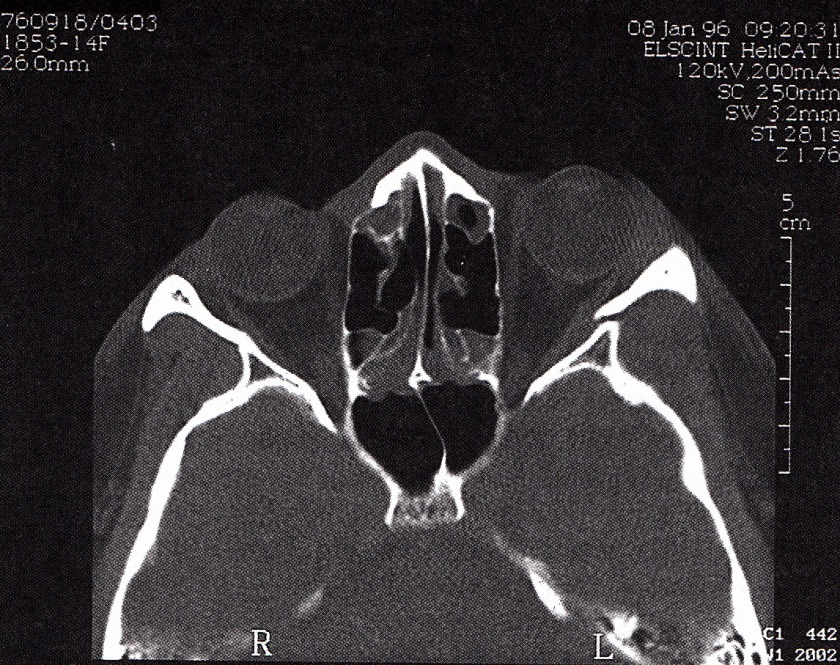 760918/0403
1853-14F
26.0mm
08 Jan 96 09:20:31
ELSCINT HeliCAT II
120kV,200mAs
SC 250mm
SW 3.2mm
ST 28.1s
Z 1.76
5
cm
R
L
C1 442
W1 2002